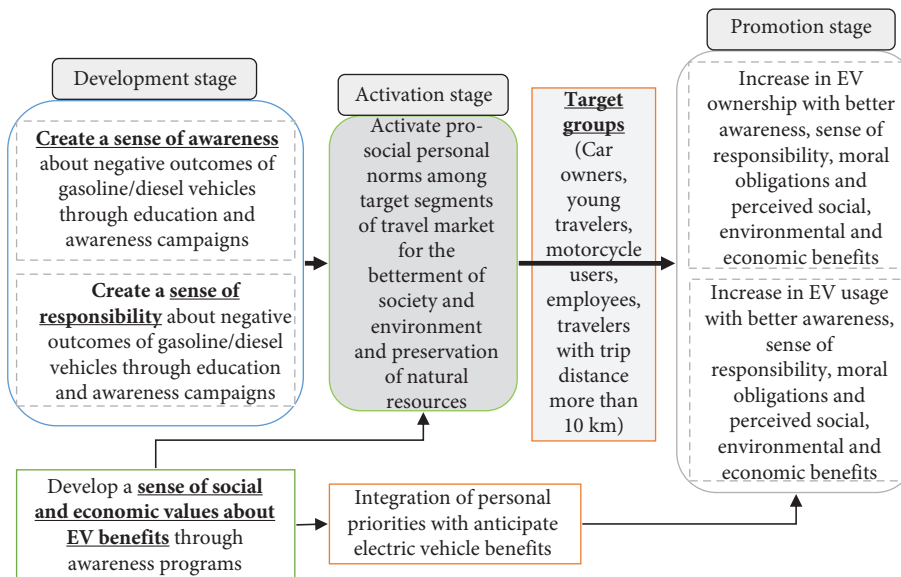 Development stage
Create a sense of awareness
about negative outcomes of
gasoline/diesel vehicles
through education and
awareness campaigns
Create a sense of
responsibility about negative
outcomes of gasoline/diesel
vehicles through education
and awareness campaigns
Develop a sense of social
and economic values about
EV benefits through
awareness programs
Activation stage
Activate pro-
social personal
norms among
target segments
of travel market
for the
betterment of
society and
environment
and preservation
of natural
resources
Integration of personal
priorities with anticipate
electric vehicle benefits
Target
groups
(Car
owners,
young
travelers,
motorcycle
users,
employees,
travelers
with trip
distance
more than
10 km)
Promotion stage
Increase in EV
ownership with better
awareness, sense of
responsibility, moral
obligations and
perceived social,
environmental and
economic benefits
Increase in EV usage
with better awareness,
sense of
responsibility, moral
obligations and
perceived social,
environmental and
economic benefits